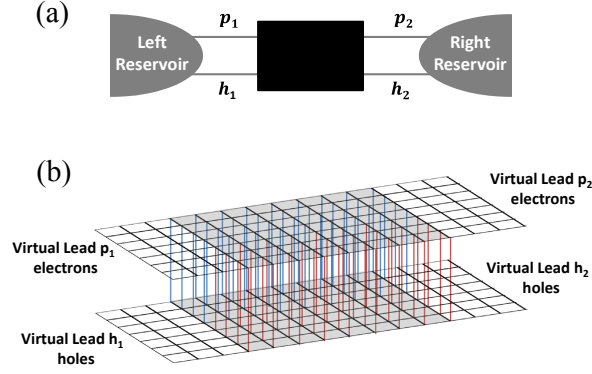 (a)
p1
p2
Left
Reservoir
Right
Reservoir
h1
h2
(b)
Virtual Lead p2
electrons
Virtual Lead p1
electrons
Virtual Lead h2
holes
Virtual Lead h1
holes